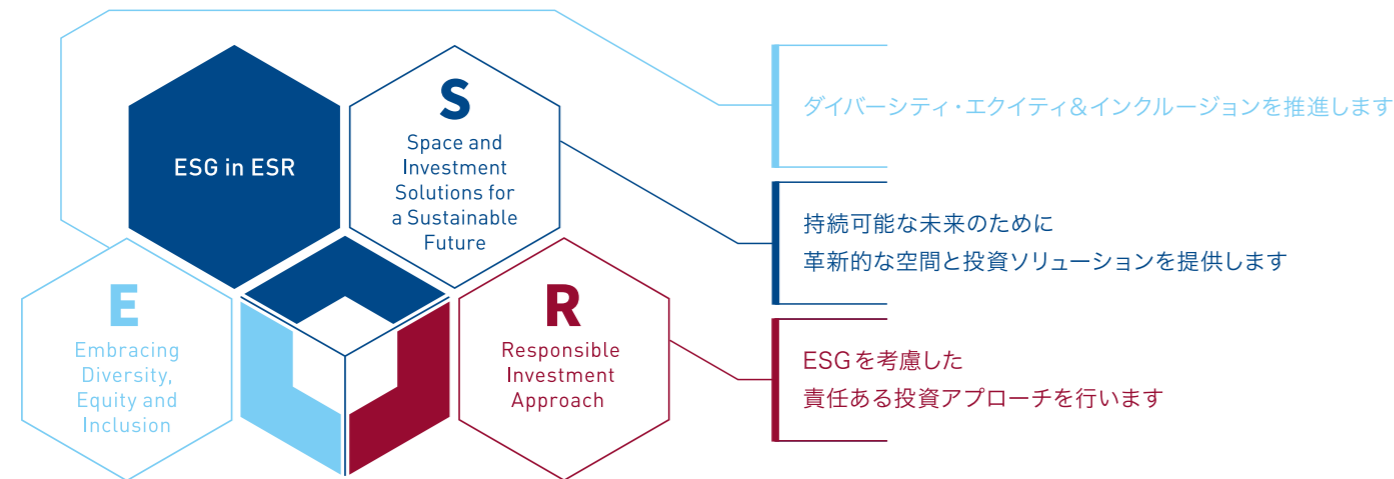 ESG in ESR
S
Space and
Investment
Solutions for
a Sustainable
Future
E
Embracing
Diversity,
Equity and
Inclusion
R
Responsible
Investment
Approach
ダイバーシティ・エクイティ&インクルージョンを推進します
持続可能な未来のために
革新的な空間と投資ソリューションを提供します
ESGを考慮した
責任ある投資アプローチを行います